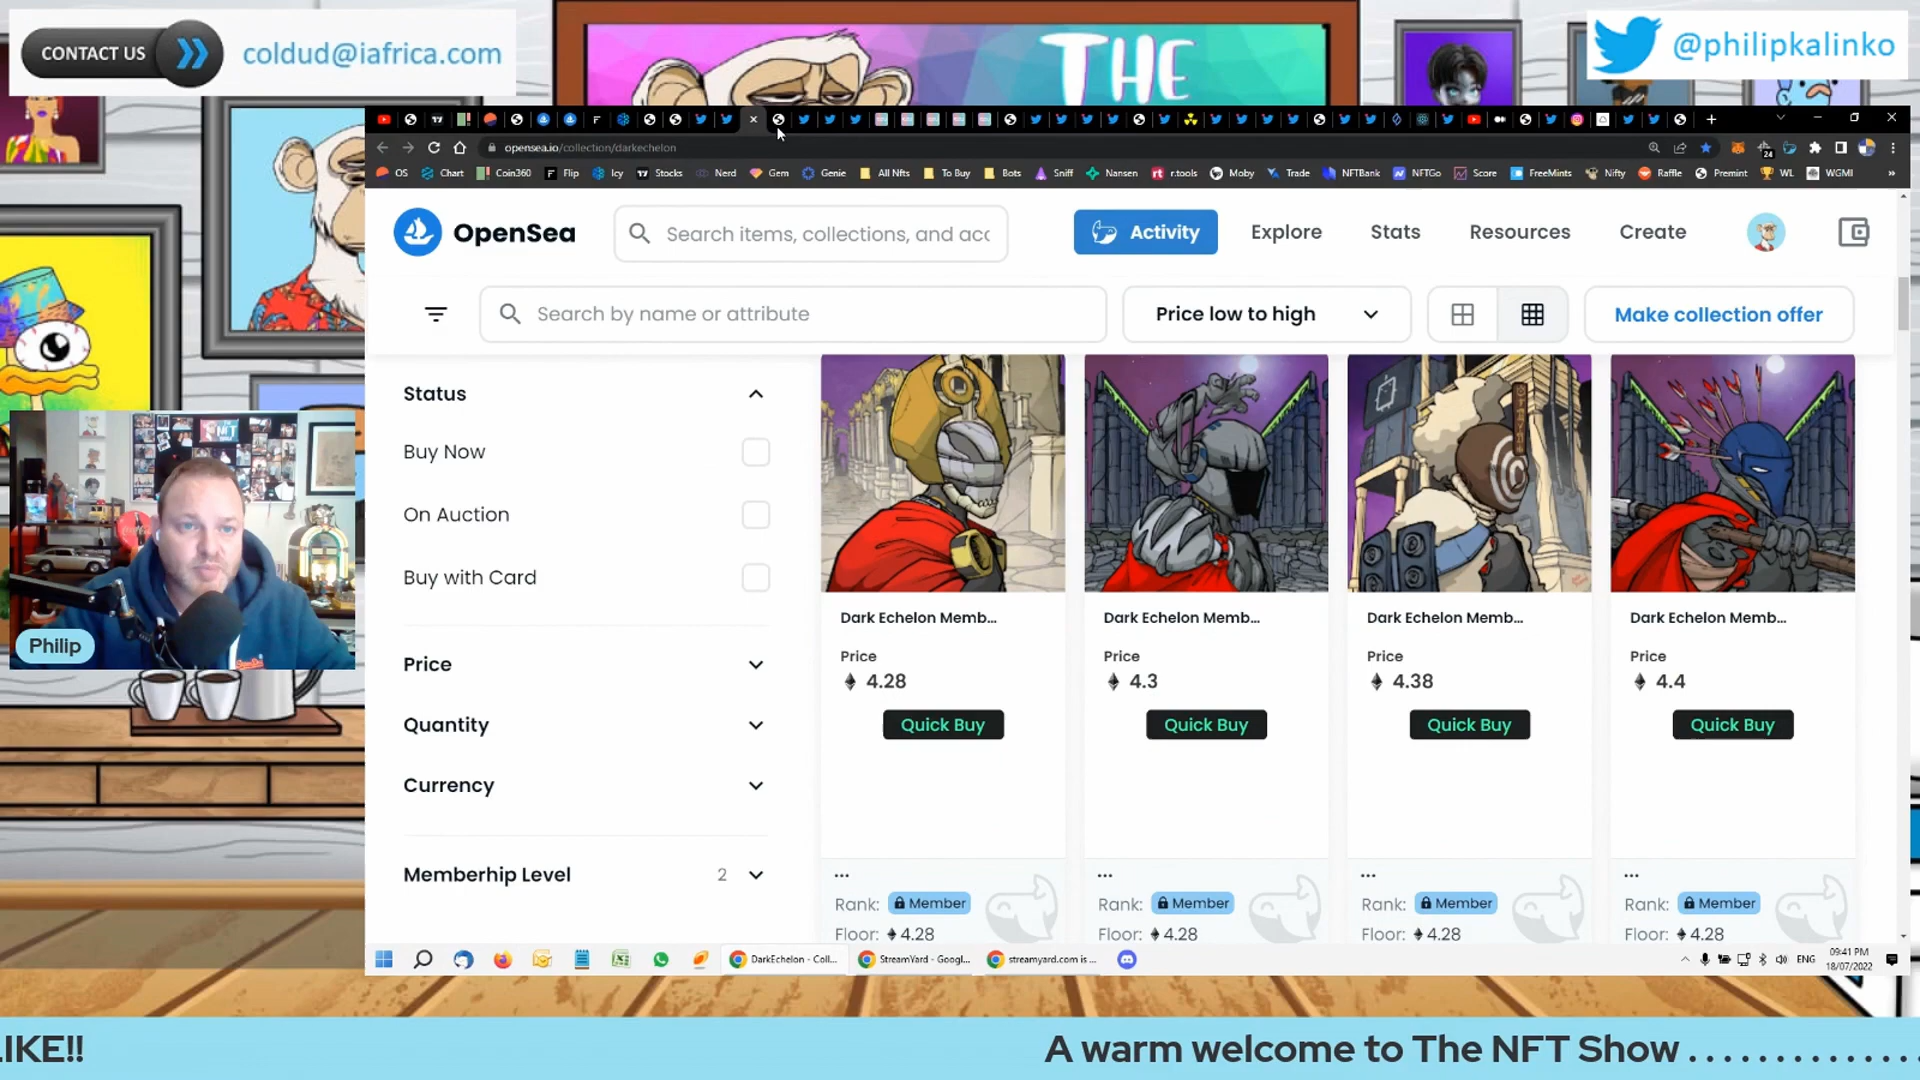 CONTACT US
coldud@iafrica.com
THE
@philipkalinko
opensea.io/collection/darkechelon
24
OS
Chart
Coin360
Flip
Icy
Stocks
Nerd
Gem
Genie
All Nfts
To Buy
Bots
Sniff
Nansen
r.tools
Moby
Trade
NFTBank
NFTGo
Score
FreeMints
Nifty
Raffle
Premint
WL
WGMI
»
OpenSea
Search items, collections, and acc
Activity
Explore
Stats
Resources
Create
Search by name or attribute
Price low to high
Make collection offer
Status
Buy Now
On Auction
Buy with Card
Price
Quantity
Currency
Memberhip Level 2
Dark Echelon Memb...
Price
4.28
Quick Buy
...
Rank: Member
Floor: 4.28
Dark Echelon Memb...
Price
4.3
Quick Buy
...
Rank: Member
Floor: 4.28
Dark Echelon Memb...
Price
4.38
Quick Buy
...
Rank: Member
Floor: 4.28
Dark Echelon Memb...
Price
4.4
Quick Buy
...
Rank: Member
Floor: 4.28
Philip
DarkEchelon - Coll...
StreamYard - Googl...
streamyard.com is ...
ENG
09:41 PM
18/07/2022
LIKE!!
A warm welcome to The NFT Show . . . . . . . . . . . . . .